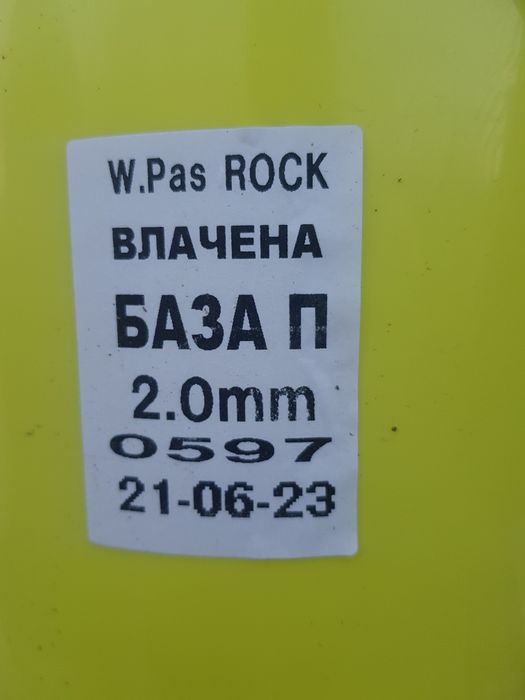 W.Pas ROCK
ВЛАЧЕНА
БАЗА П
2.0mm
0597
21-06-23